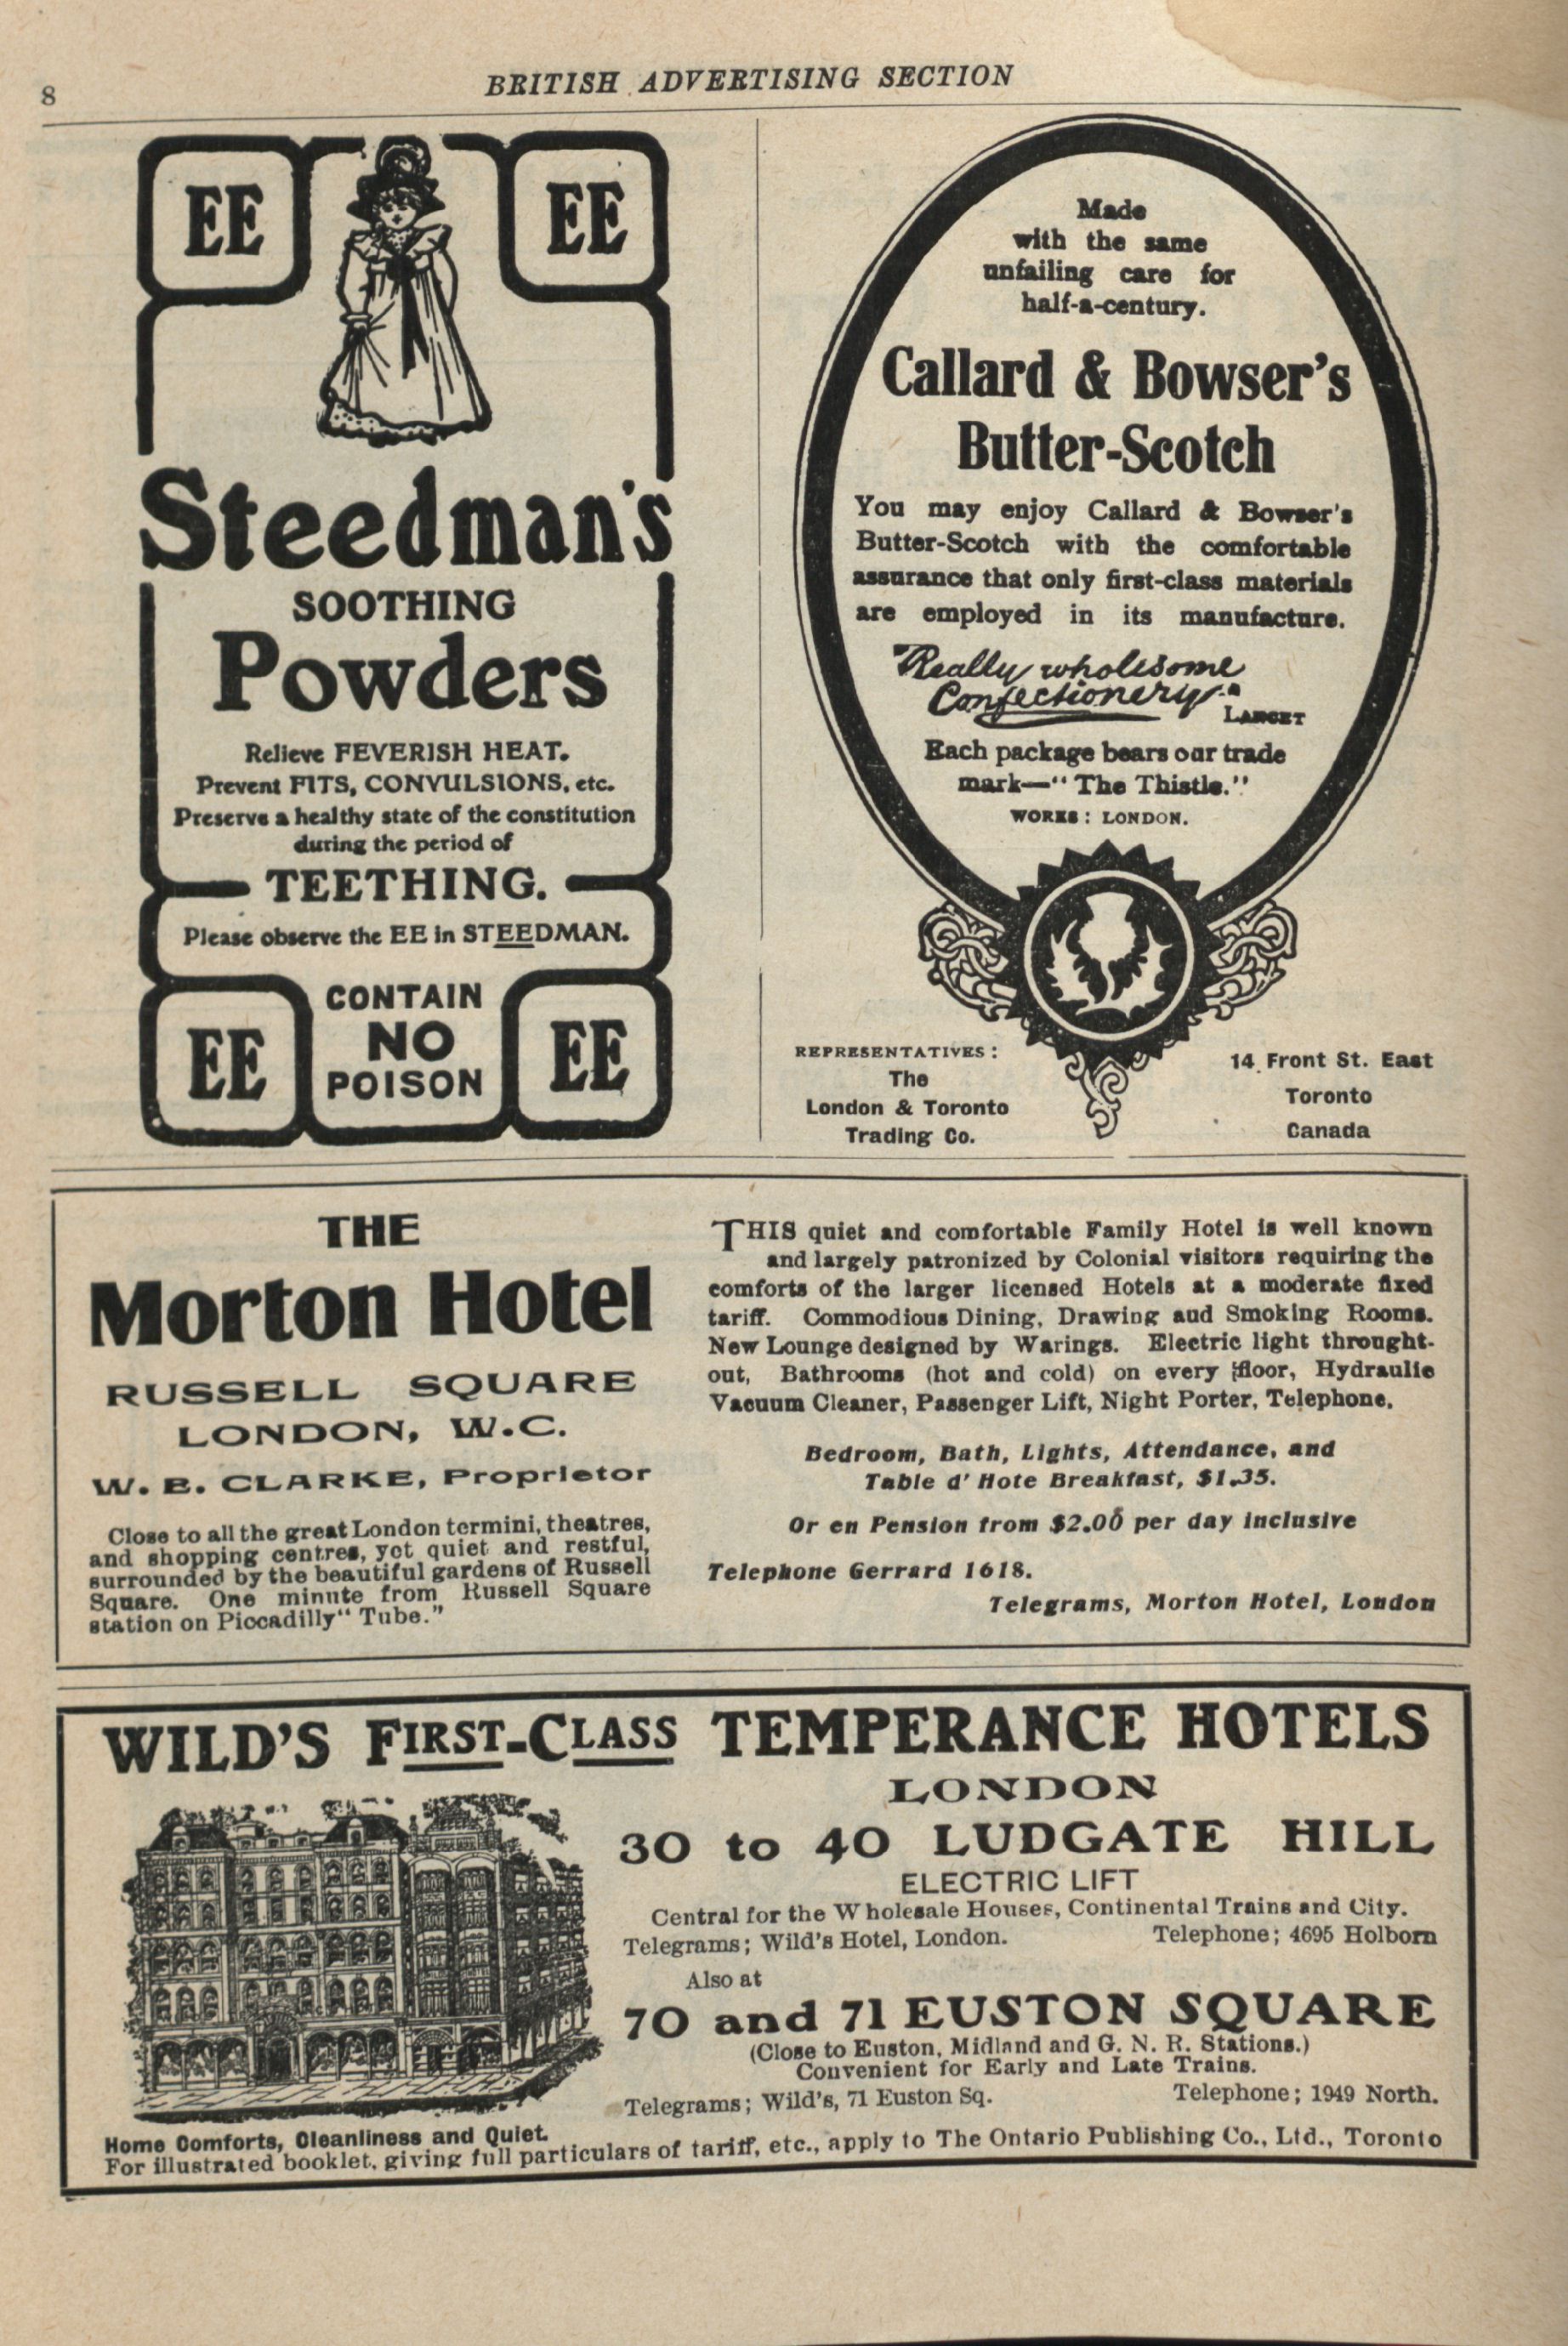 8
BRITISH ADVERTISING SECTION
EE
EE
Steedman's
SOOTHING
Powders
Relieve FEVERISH HEAT.
Prevent FITS, CONVULSIONS, etc.
Preserve a healthy state of the constitution
during the period of
TEETHING.
Please observe the EE in STEEDMAN.
EE
CONTAIN
NO
POISON
EE
Made
with the same
unfailing care for
half-a-century.
Callard & Bowser's
Butter-Scotch
You may enjoy Callard & Bowser's
Butter-Scotch with the comfortable
assurance that only first-class materials
are employed in its manufacture.
"Really wholesome
Confectionery."
LANCET
Each package bears our trade
mark—"The Thistle."
WORKS: LONDON.
REPRESENTATIVES:
The
London & Toronto
Trading Co.
14 Front St. East
Toronto
Canada
THE
Morton Hotel
RUSSELL SQUARE
LONDON, W.C.
W. B. CLARKE, Proprietor
Close to all the great London termini, theatres,
and shopping centres, yet quiet and restful,
surrounded by the beautiful gardens of Russell
Square. One minute from Russell Square
station on Piccadilly "Tube."
THIS quiet and comfortable Family Hotel is well known
and largely patronized by Colonial visitors requiring the
comforts of the larger licensed Hotels at a moderate fixed
tariff. Commodious Dining, Drawing aud Smoking Rooms.
New Lounge designed by Warings. Electric light throught-
out, Bathrooms (hot and cold) on every floor, Hydraulic
Vacuum Cleaner, Passenger Lift, Night Porter, Telephone.
Bedroom, Bath, Lights, Attendance, and
Table d' Hote Breakfast, $1.35.
Or en Pension from $2.00 per day inclusive
Telephone Gerrard 1618.
Telegrams, Morton Hotel, London
WILD'S FIRST-CLASS TEMPERANCE HOTELS
LONDON
30 to 40 LUDGATE HILL
ELECTRIC LIFT
Central for the Wholesale Houses, Continental Trains and City.
Telegrams; Wild's Hotel, London. Telephone; 4695 Holborn
Also at
70 and 71 EUSTON SQUARE
(Close to Euston, Midland and G. N. R. Stations.)
Convenient for Early and Late Trains.
Telegrams; Wild's, 71 Euston Sq. Telephone; 1949 North.
Home Comforts, Cleanliness and Quiet.
For illustrated booklet, giving full particulars of tariff, etc., apply to The Ontario Publishing Co., Ltd., Toronto